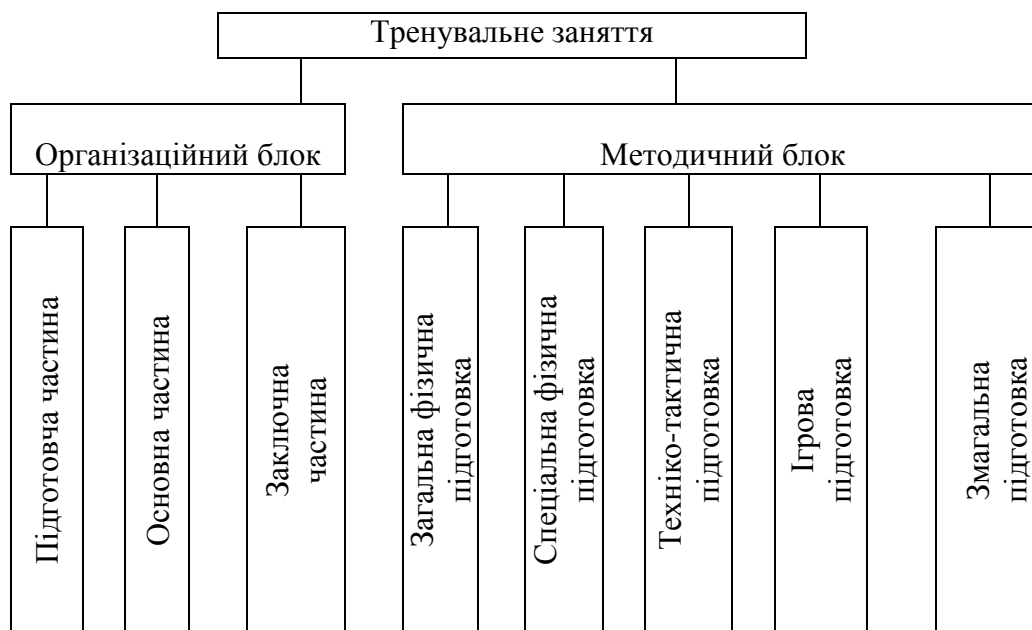 Тренувальне заняття
Організаційний блок
Методичний блок
Підготовча частина
Основна частина
Заключна
частина
Загальна фізична
підготовка
Спеціальна фізична
підготовка
Техніко-тактична
підготовка
Ігрова
підготовка
Змагальна
підготовка